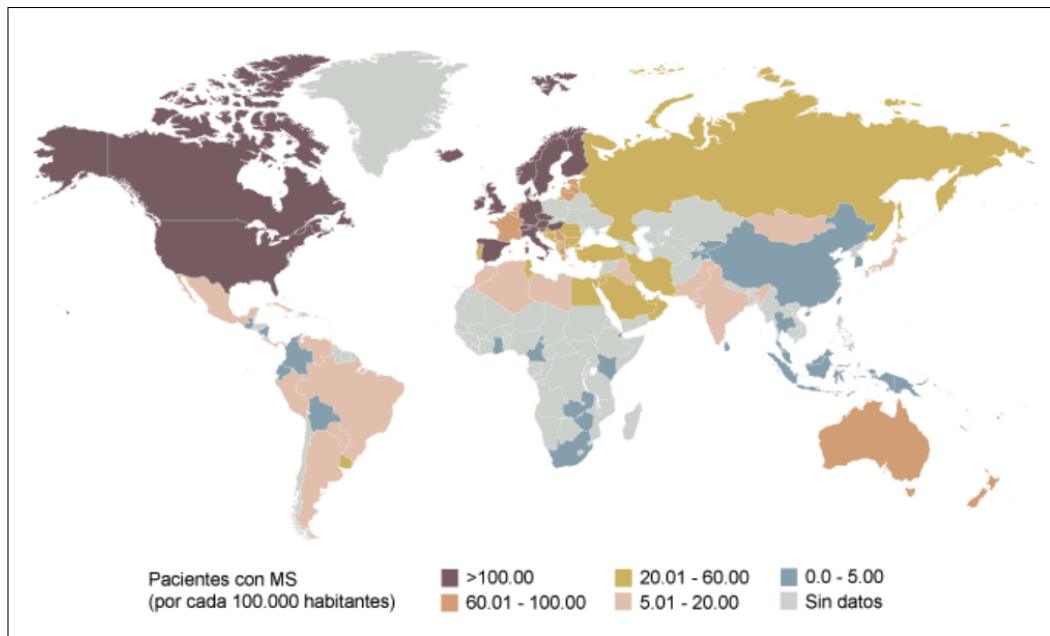 Pacientes con MS
(por cada 100.000 habitantes)
>100.00
60.01 - 100.00
20.01 - 60.00
5.01 - 20.00
0.0 - 5.00
Sin datos